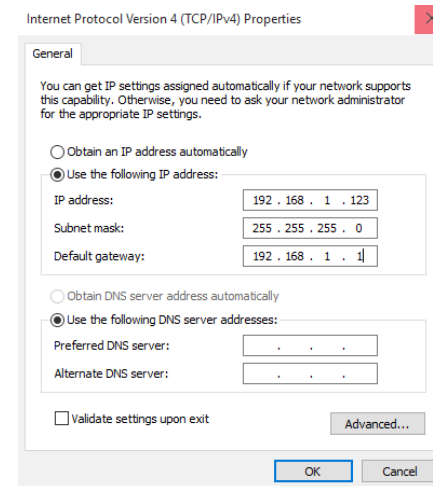 Internet Protocol Version 4 (TCP/IPv4) Properties
General
You can get IP settings assigned automatically if your network supports
this capability. Otherwise, you need to ask your network administrator
for the appropriate IP settings.
Obtain an IP address automatically
Use the following IP address:
IP address: 192 . 168 . 1 . 123
Subnet mask: 255 . 255 . 255 . 0
Default gateway: 192 . 168 . 1 . 1
Obtain DNS server address automatically
Use the following DNS server addresses:
Preferred DNS server: . . .
Alternate DNS server: . . .
Validate settings upon exit
Advanced...
OK Cancel